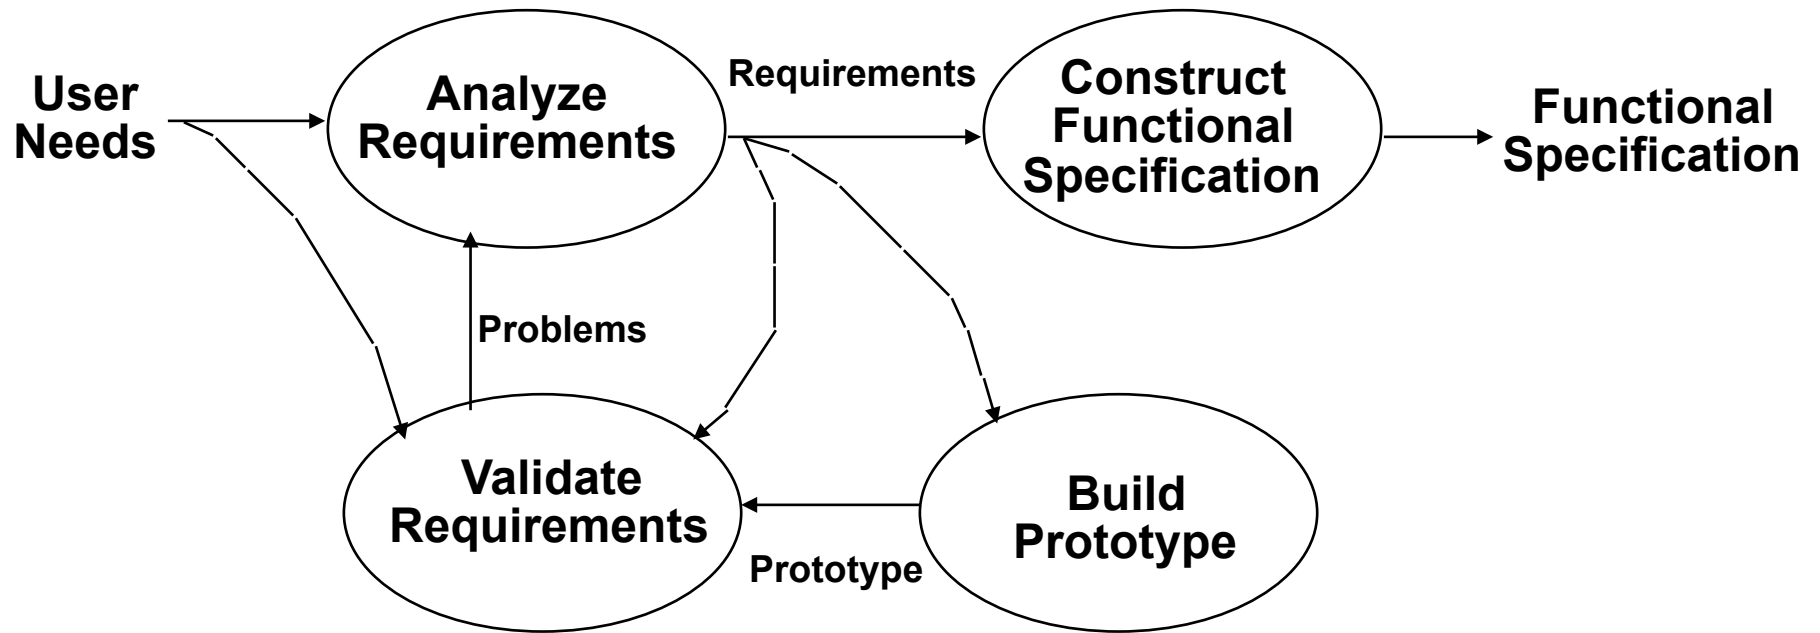 User
Needs
Analyze
Requirements
Requirements
Construct
Functional
Specification
Functional
Specification
Problems
Validate
Requirements
Prototype
Build
Prototype